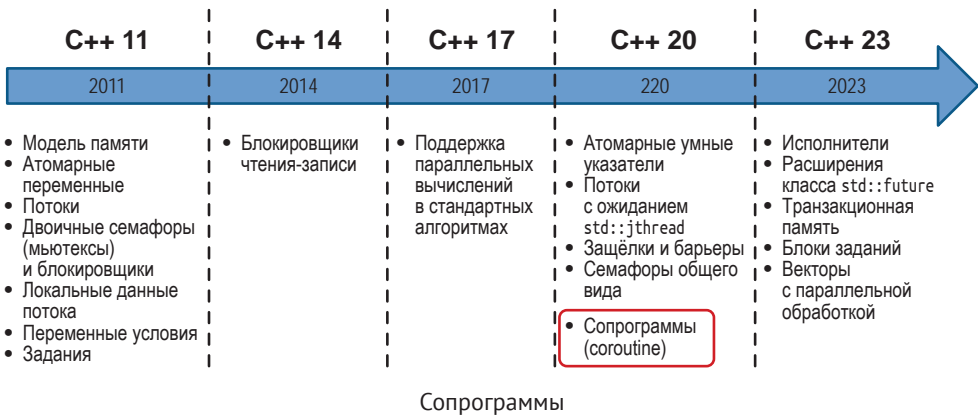 C++ 11
C++ 14
C++ 17
C++ 20
C++ 23
2011
2014
2017
220
2023
• Модель памяти
• Атомарные
переменные
• Потоки
• Двоичные семафоры
(мьютексы)
и блокировщики
• Локальные данные
потока
• Переменные условия
• Задания
• Блокировщики
чтения-записи
• Поддержка
параллельных
вычислений
в стандартных
алгоритмах
• Атомарные умные
указатели
• Потоки
с ожиданием
std::jthread
• Защёлки и барьеры
• Семафоры общего
вида
• Сопрограммы
(coroutine)
• Исполнители
• Расширения
класса std::future
• Транзакционная
память
• Блоки заданий
• Векторы
с параллельной
обработкой
Сопрограммы